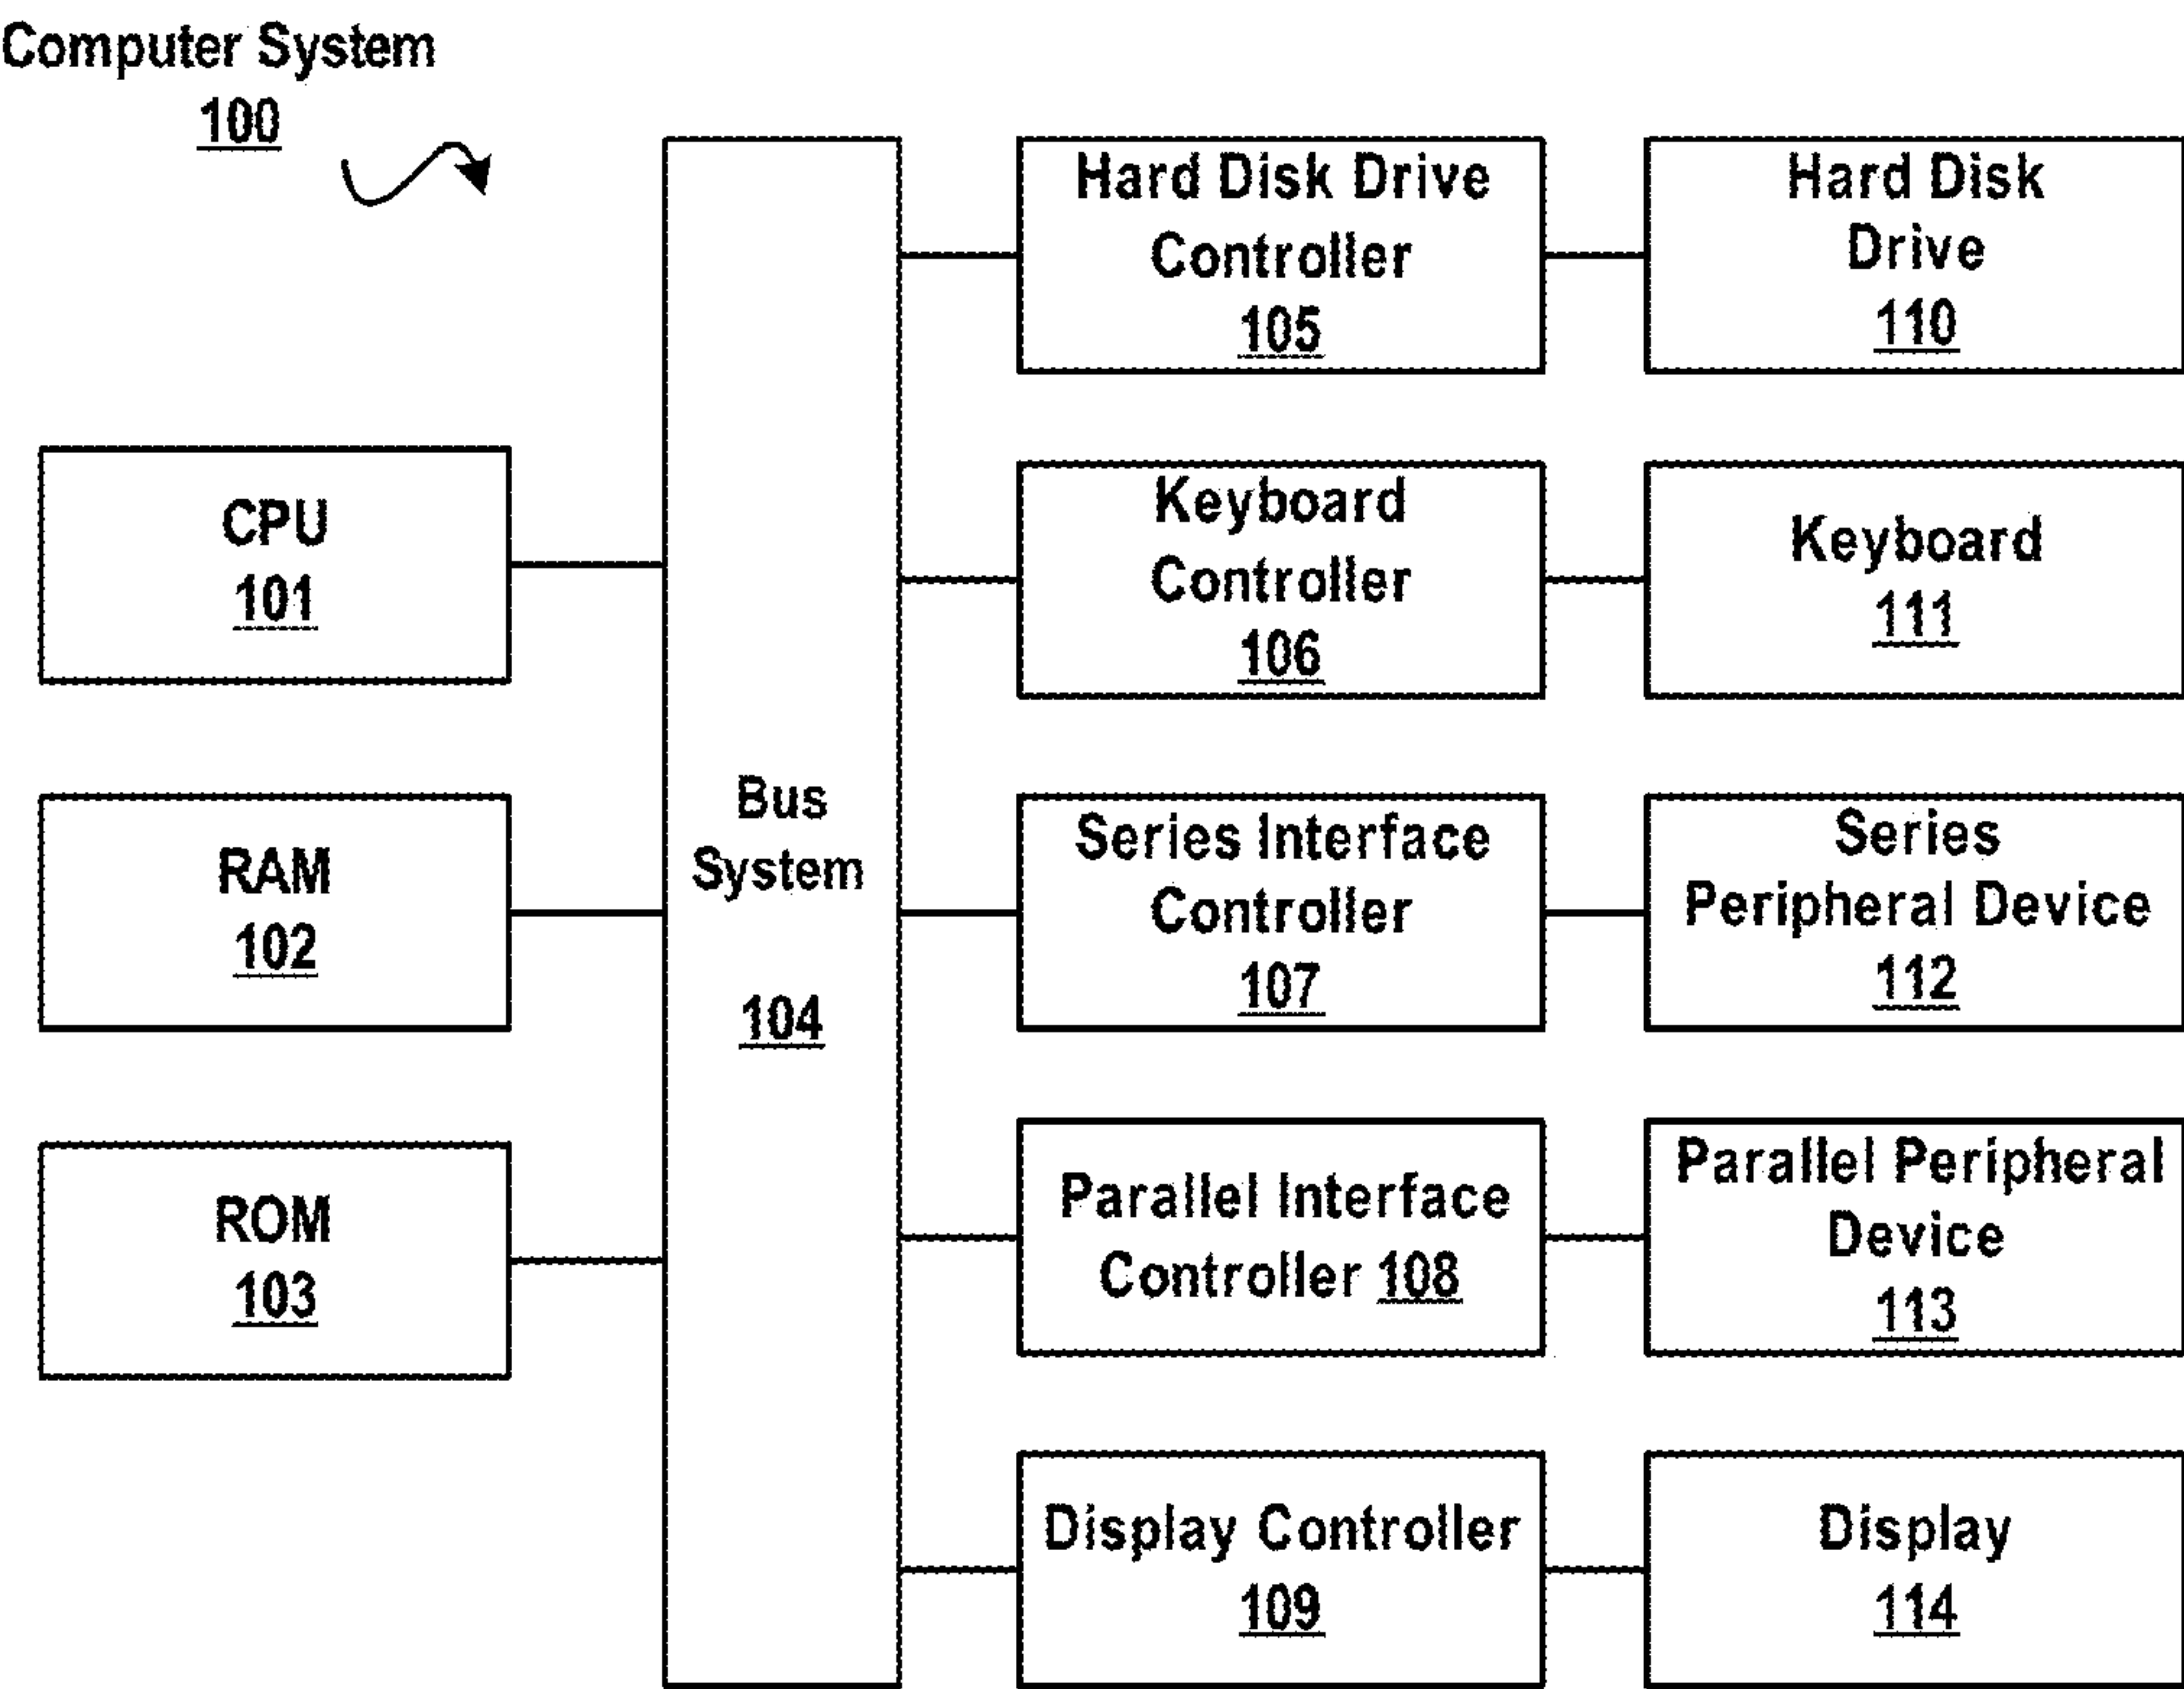 Computer System
100
CPU
101
RAM
102
ROM
103
Bus
System
104
Hard Disk Drive
Controller
105
Hard Disk
Drive
110
Keyboard
Controller
106
Keyboard
111
Series Interface
Controller
107
Series
Peripheral Device
112
Parallel Interface
Controller 108
Parallel Peripheral
Device
113
Display Controller
109
Display
114